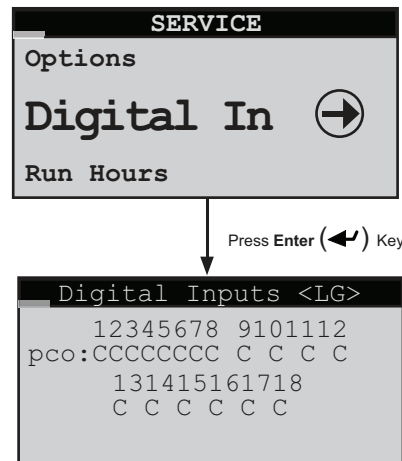 SERVICE
Options
Digital In
Run Hours
Press Enter (↵) Key
Digital Inputs <LG>
12345678 9101112
pco:CCCCCCCC C C C C
131415161718
C C C C C C